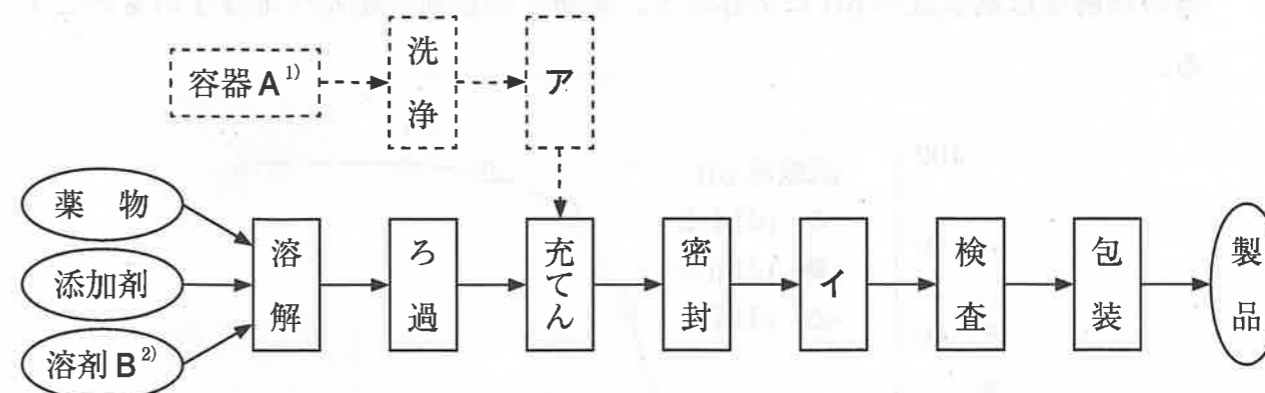 容器A¹⁾
洗浄
ア
薬物
添加剤
溶剤B²⁾
溶解
ろ過
充てん
密封
イ
検査
包装
製品